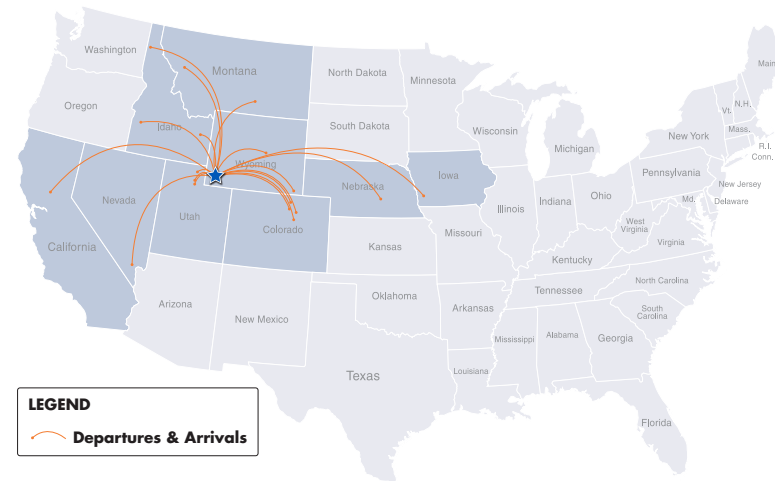 Washington
Montana
North Dakota
Minnesota
Main
Oregon
Idaho
South Dakota
Wisconsin
Michigan
Vt.
N.H.
New York
Mass.
R.I.
Conn.
Wyoming
Nebraska
Iowa
Pennsylvania
New Jersey
Nevada
Utah
Colorado
Illinois
Indiana
Ohio
Md.
Delaware
California
Kansas
Missouri
West
Virginia
Virginia
Kentucky
Arizona
New Mexico
Oklahoma
Arkansas
Tennessee
North Carolina
South
Carolina
Mississippi
Alabama
Georgia
Texas
Louisiana
Florida
LEGEND
Departures & Arrivals